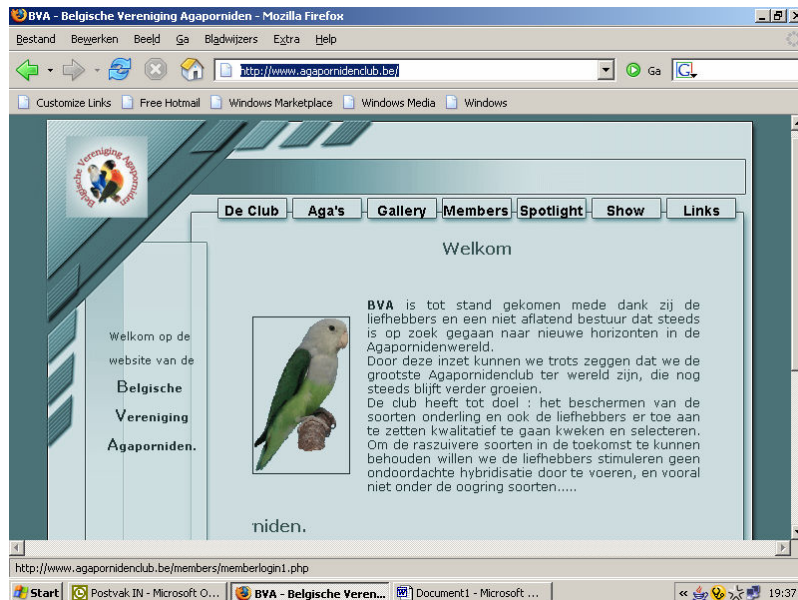 BVA - Belgische Vereniging Agaporniden - Mozilla Firefox
Bestand Bewerken Beeld Ga Bladwijzers Extra Help
http://www.agapornidenclub.be/ Ga G
Customize Links Free Hotmail Windows Marketplace Windows Media Windows
Belgische Vereniging Agaporniden
De Club Aga's Gallery Members Spotlight Show Links
Welkom
Welkom op de
website van de
Belgische
Vereniging
Agaporniden.
BVA is tot stand gekomen mede dank zij de
liefhebbers en een niet aflatend bestuur dat steeds
is op zoek gegaan naar nieuwe horizonten in de
Agapornidenwereld.
Door deze inzet kunnen we trots zeggen dat we de
grootste Agapornidenclub ter wereld zijn, die nog
steeds blijft verder groeien.
De club heeft tot doel : het beschermen van de
soorten onderling en ook de liefhebbers er toe aan
te zetten kwalitatief te gaan kweken en selecteren.
Om de raszuivere soorten in de toekomst te kunnen
behouden willen we de liefhebbers stimuleren geen
ondoordachte hybridisatie door te voeren, en vooral
niet onder de oogring soorten.....
niden.
http://www.agapornidenclub.be/members/memberlogin1.php
Start Postvak IN - Microsoft O... BVA - Belgische Veren... Document1 - Microsoft ... « 19:37